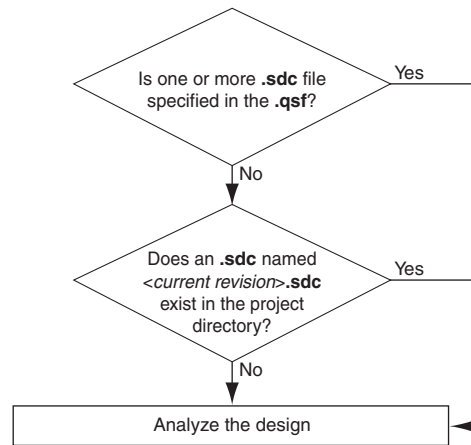 Is one or more .sdc file
specified in the .qsf?
Yes
No
Does an .sdc named
<current revision>.sdc
exist in the project
directory?
Yes
No
Analyze the design